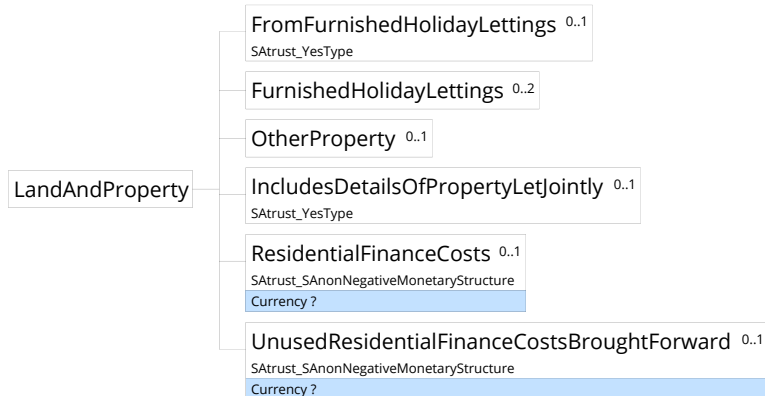 FromFurnishedHolidayLettings 0..1
SAtrust_YesType
FurnishedHolidayLettings 0..2
OtherProperty 0..1
LandAndProperty
IncludesDetailsOfPropertyLetJointly 0..1
SAtrust_YesType
ResidentialFinanceCosts 0..1
SAtrust_SAnonNegativeMonetaryStructure
Currency ?
UnusedResidentialFinanceCostsBroughtForward 0..1
SAtrust_SAnonNegativeMonetaryStructure
Currency ?